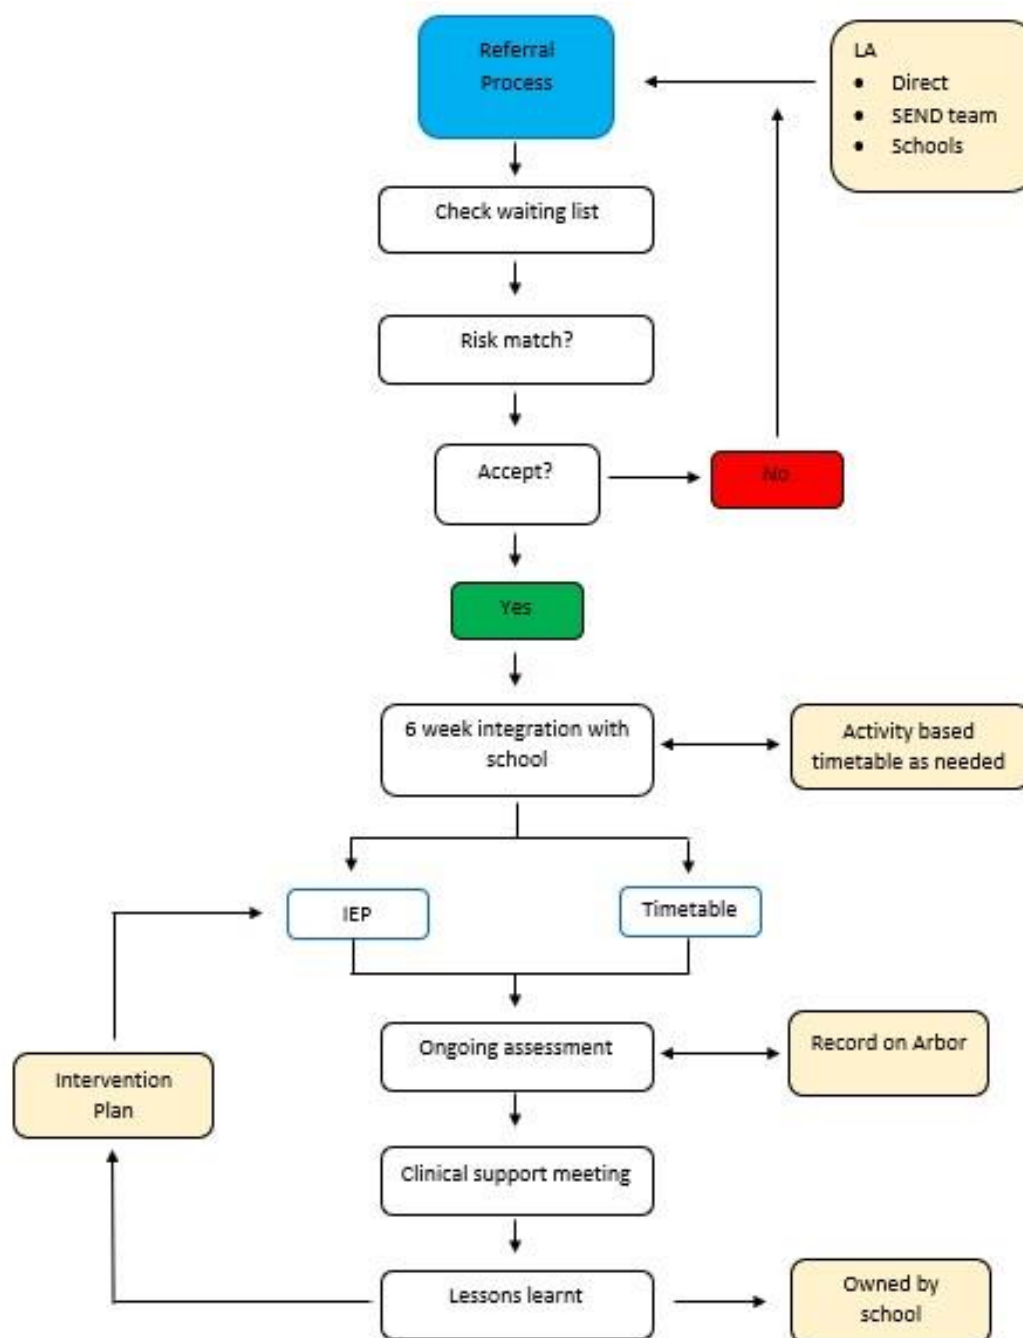 Referral
Process
LA
• Direct
• SEND team
• Schools
Check waiting list
Risk match?
Accept?
No
Yes
6 week integration with
school
Activity based
timetable as needed
IEP
Timetable
Ongoing assessment
Record on Arbor
Intervention
Plan
Clinical support meeting
Lessons learnt
Owned by
school